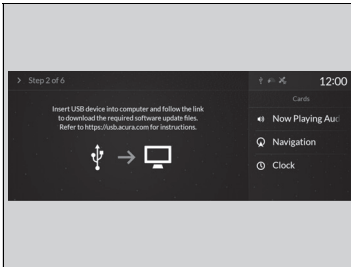 Step 2 of 6
12:00
Insert USB device into computer and follow the link
to download the required software update files.
Refer to https://usb.acura.com for instructions.
Cards
Now Playing Aud
Navigation
Clock